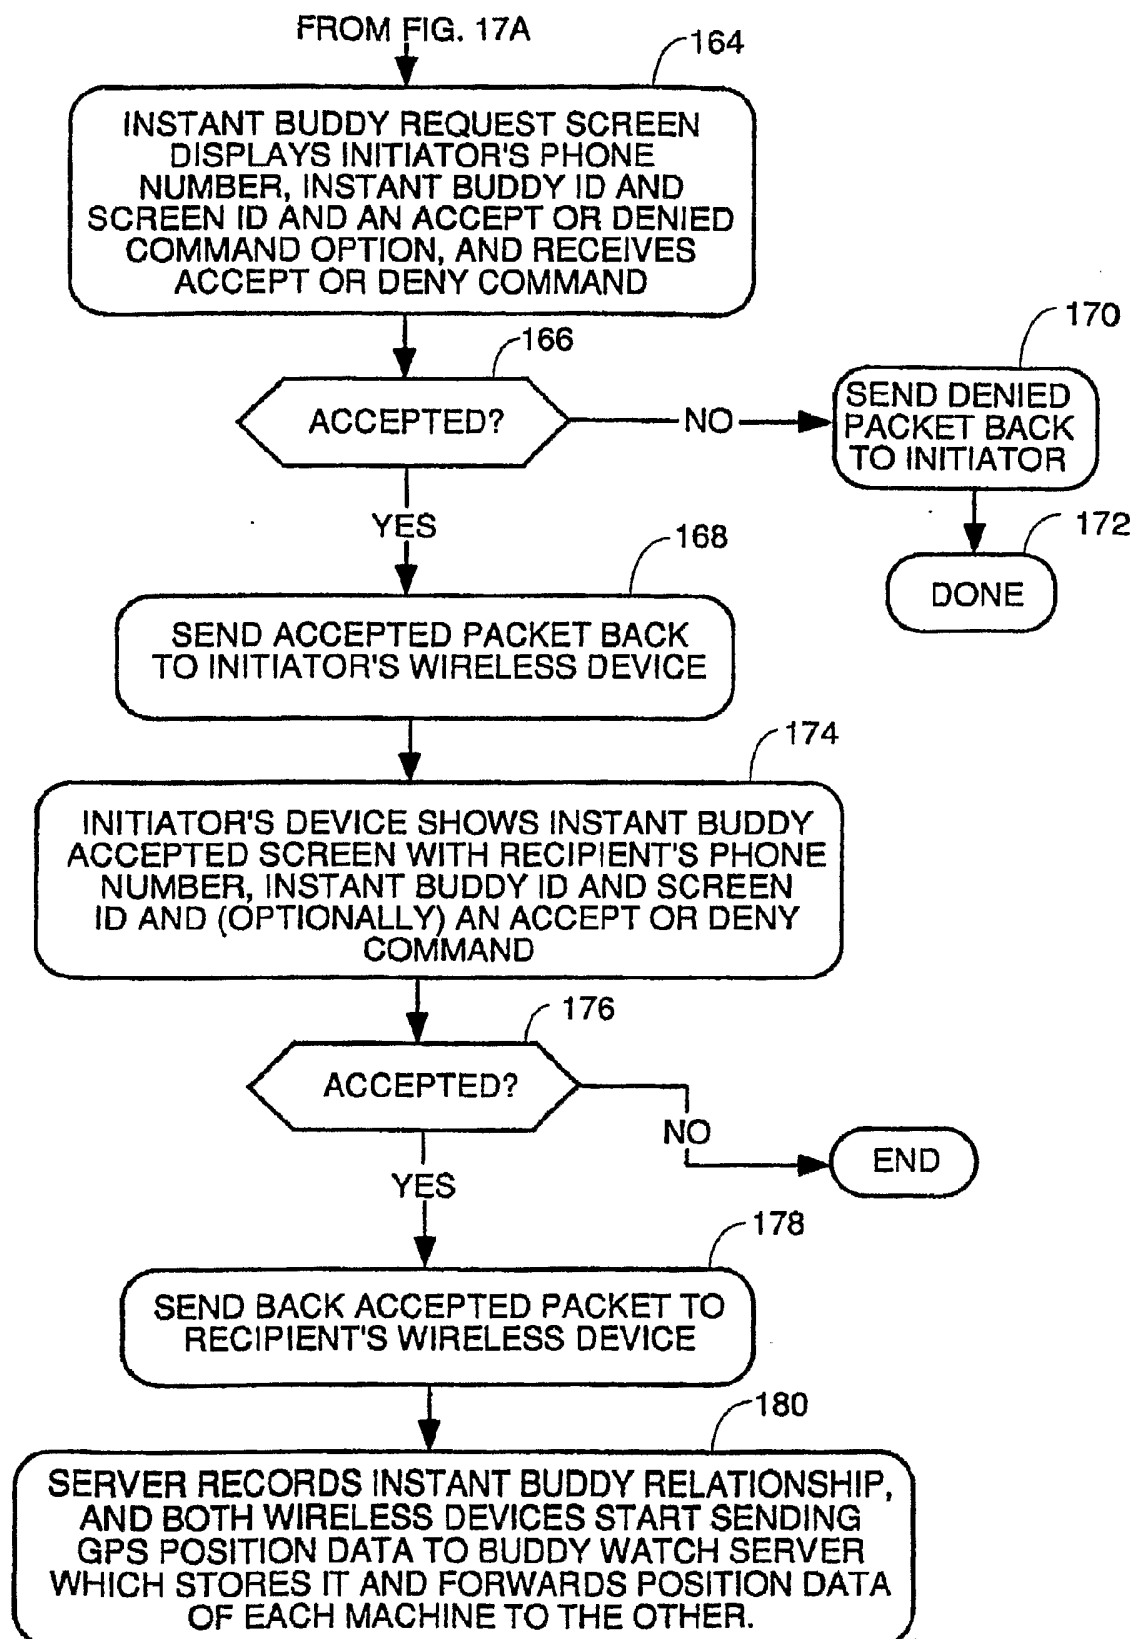 FROM FIG. 17A
164
INSTANT BUDDY REQUEST SCREEN
DISPLAYS INITIATOR'S PHONE
NUMBER, INSTANT BUDDY ID AND
SCREEN ID AND AN ACCEPT OR DENIED
COMMAND OPTION, AND RECEIVES
ACCEPT OR DENY COMMAND
166
ACCEPTED?
NO
170
SEND DENIED
PACKET BACK
TO INITIATOR
172
DONE
YES
168
SEND ACCEPTED PACKET BACK
TO INITIATOR'S WIRELESS DEVICE
174
INITIATOR'S DEVICE SHOWS INSTANT BUDDY
ACCEPTED SCREEN WITH RECIPIENT'S PHONE
NUMBER, INSTANT BUDDY ID AND SCREEN
ID AND (OPTIONALLY) AN ACCEPT OR DENY
COMMAND
176
ACCEPTED?
NO
END
YES
178
SEND BACK ACCEPTED PACKET TO
RECIPIENT'S WIRELESS DEVICE
180
SERVER RECORDS INSTANT BUDDY RELATIONSHIP,
AND BOTH WIRELESS DEVICES START SENDING
GPS POSITION DATA TO BUDDY WATCH SERVER
WHICH STORES IT AND FORWARDS POSITION DATA
OF EACH MACHINE TO THE OTHER.